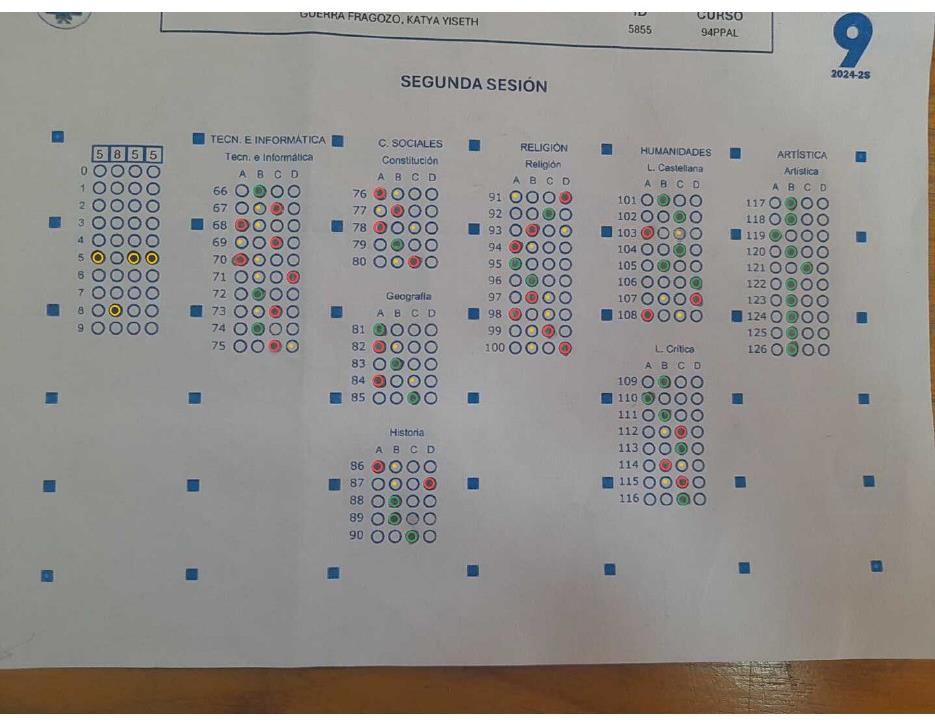 GUERRA FRAGOZO, KATYA YISETH
ID
5855
CURSO
94PPAL
9
2024-2S
SEGUNDA SESIÓN
5 8 5 5
0
1
2
3
4
5
6
7
8
9
TECN. E INFORMÁTICA
Tecn. e Informática
A B C D
66
67
68
69
70
71
72
73
74
75
C. SOCIALES
Constitución
A B C D
76
77
78
79
80
Geografía
A B C D
81
82
83
84
85
Historia
A B C D
86
87
88
89
90
RELIGIÓN
Religión
A B C D
91
92
93
94
95
96
97
98
99
100
HUMANIDADES
L. Castellana
A B C D
101
102
103
104
105
106
107
108
L. Crítica
A B C D
109
110
111
112
113
114
115
116
ARTÍSTICA
Artística
A B C D
117
118
119
120
121
122
123
124
125
126